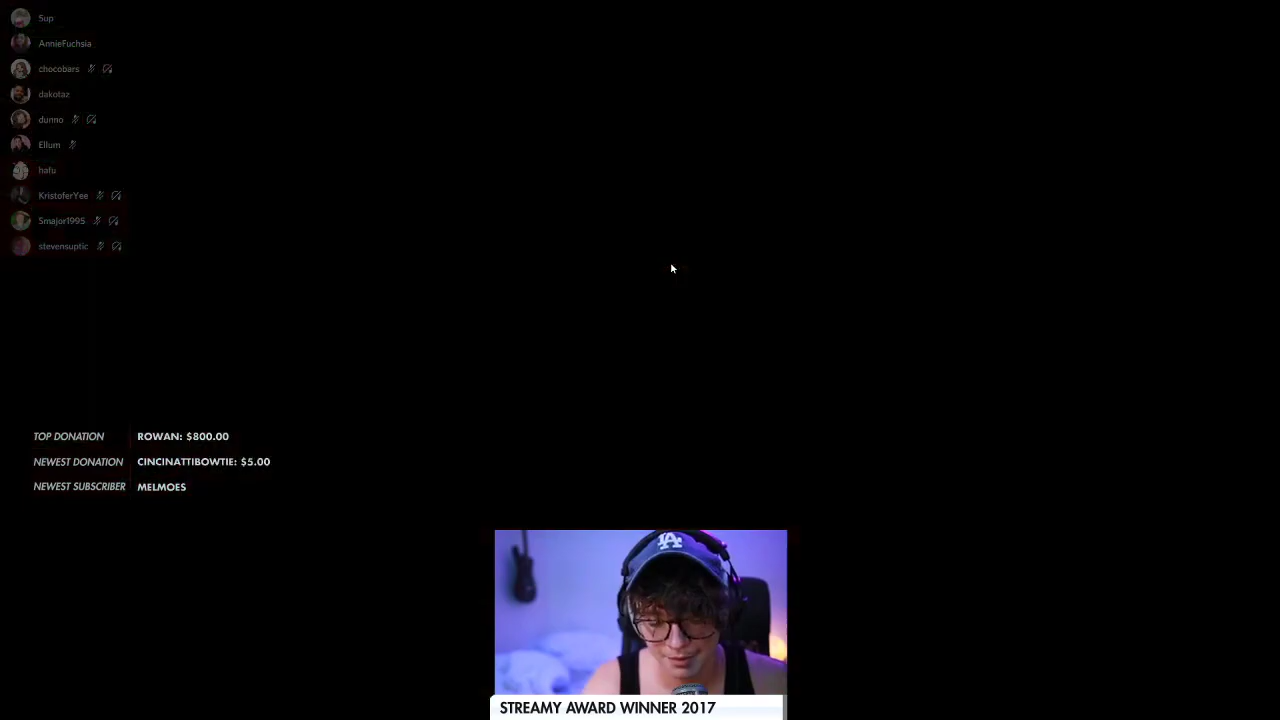 Sup
AnnieFuchsia
chocobars
dakotaz
dunno
Ellum
hafu
KristoferYee
Smajor1995
stevensuptic
TOP DONATION ROWAN: $800.00
NEWEST DONATION CINCINATTIBOWTIE: $5.00
NEWEST SUBSCRIBER MELMOES
LA
STREAMY AWARD WINNER 2017